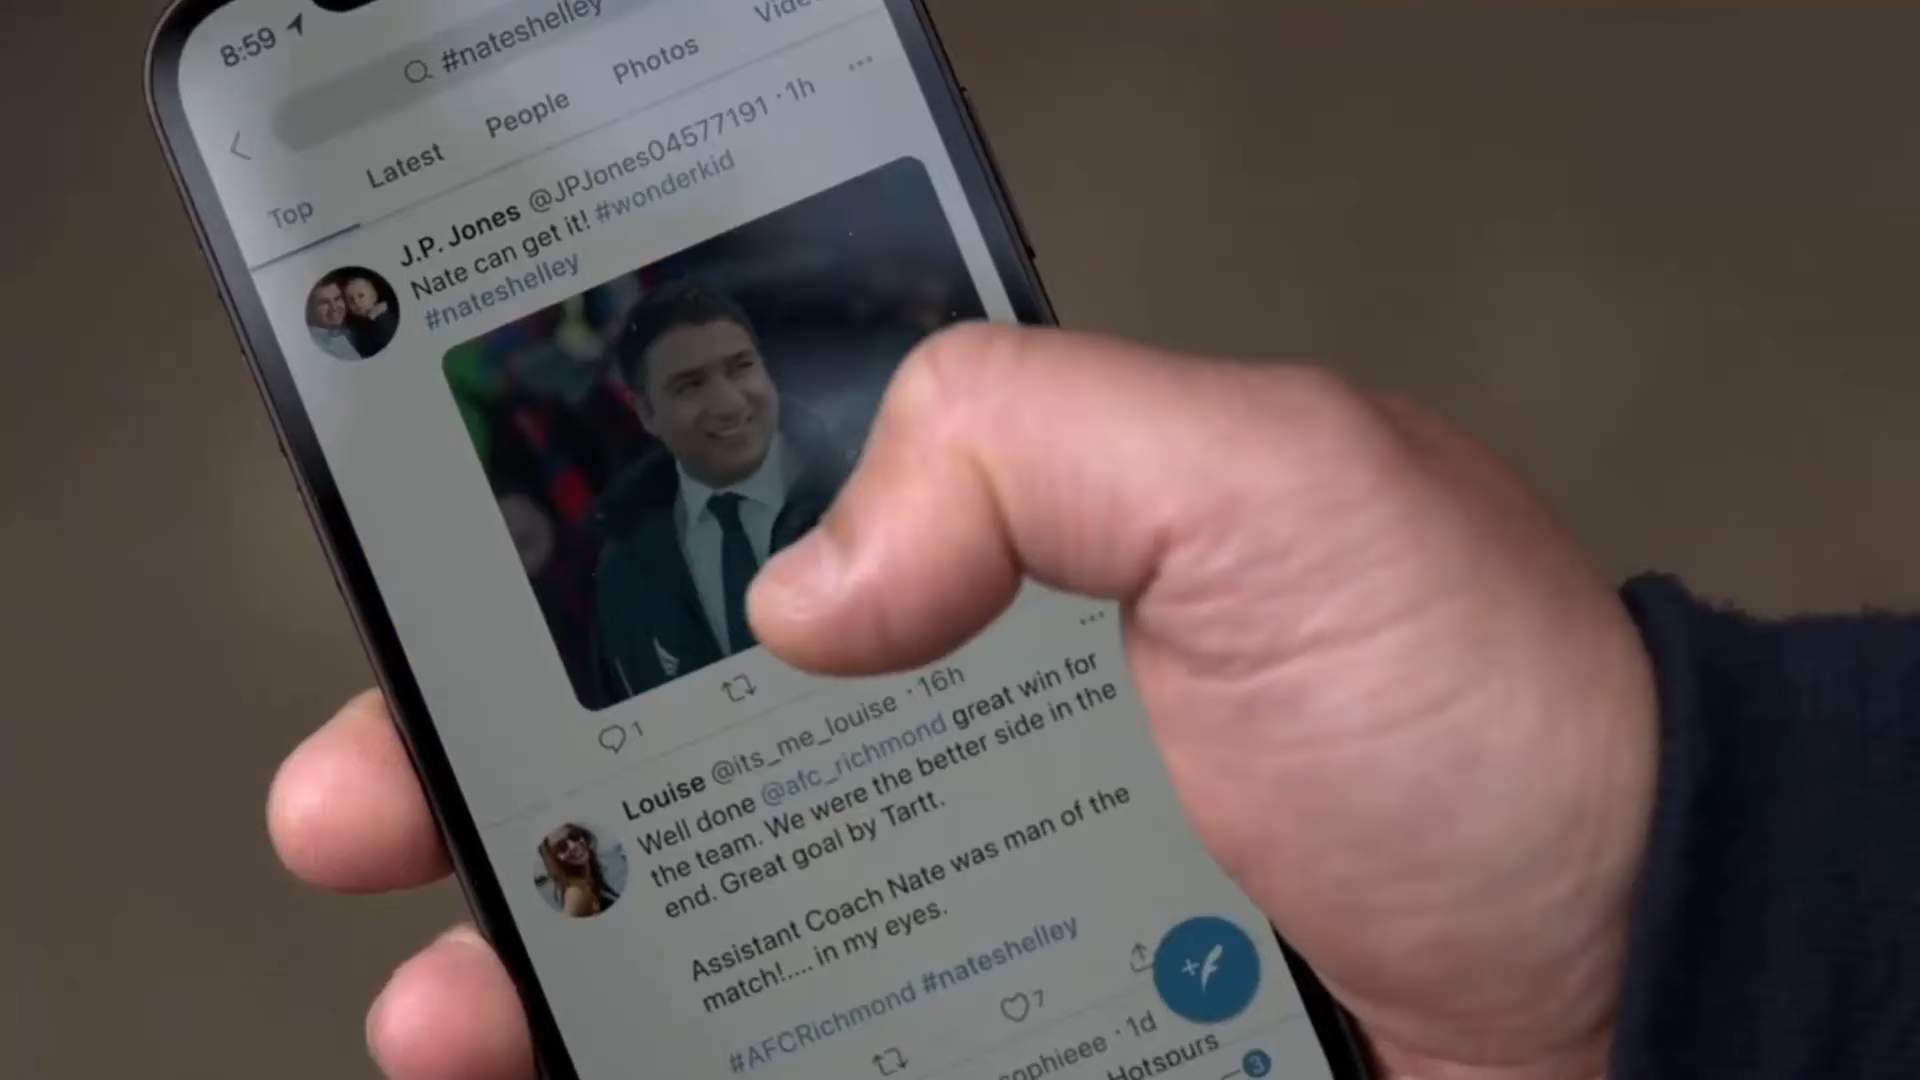 8:59
#nateshelley
Top Latest People Photos
J.P. Jones @JPJones04577191 · 1h
Nate can get it! #wonderkid
#nateshelley
1
Louise @its_me_louise · 16h
Well done @afc_richmond great win for
the team. We were the better side in the
end. Great goal by Tartt.
Assistant Coach Nate was man of the
match!.... in my eyes.
#AFCRichmond #nateshelley
7
· 1d
Hotspurs
3